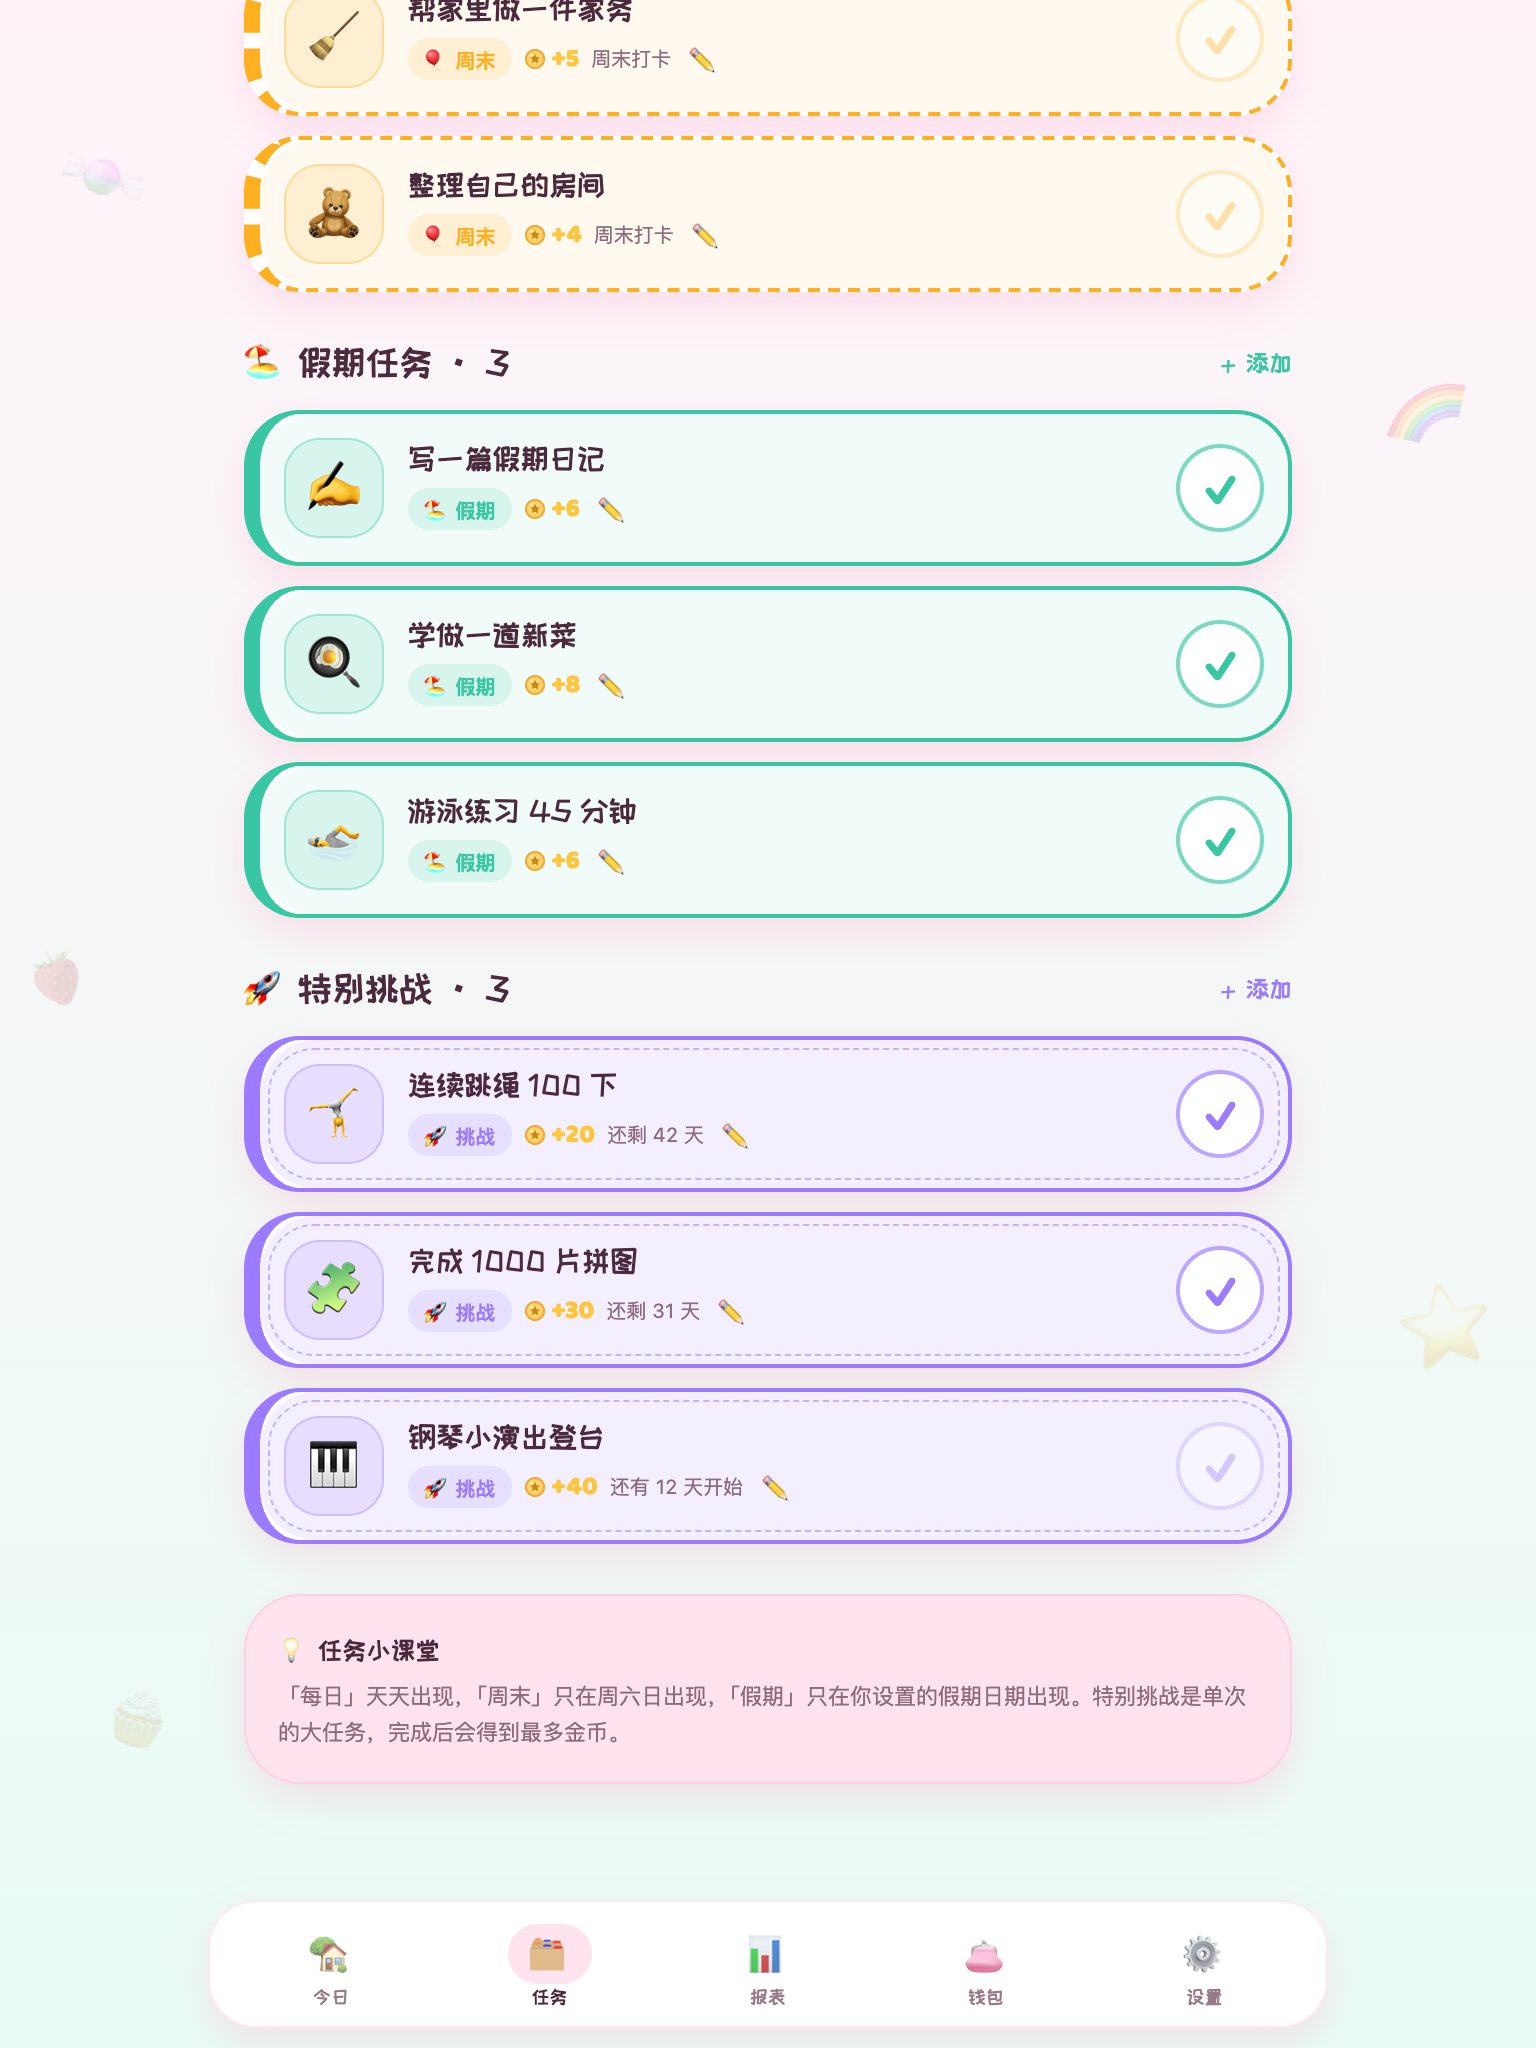 帮家里做一件家务
周末 +5 周末打卡
整理自己的房间
周末 +4 周末打卡
假期任务 · 3
+ 添加
写一篇假期日记
假期 +6
学做一道新菜
假期 +8
游泳练习 45 分钟
假期 +6
特别挑战 · 3
+ 添加
连续跳绳 100 下
挑战 +20 还剩 42 天
完成 1000 片拼图
挑战 +30 还剩 31 天
钢琴小演出登台
挑战 +40 还有 12 天开始
任务小课堂
「每日」天天出现，「周末」只在周六日出现，「假期」只在你设置的假期日期出现。特别挑战是单次
的大任务，完成后会得到最多金币。
今日 任务 报表 钱包 设置